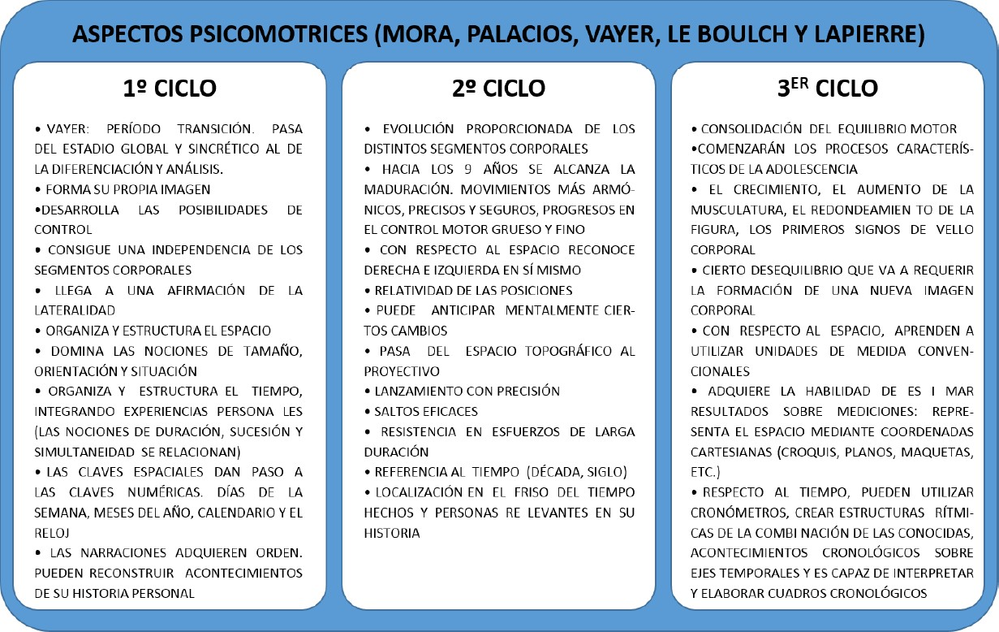 ASPECTOS PSICOMOTRICES (MORA, PALACIOS, VAYER, LE BOULCH Y LAPIERRE)
1º CICLO
• VAYER: PERÍODO TRANSICIÓN. PASA
DEL ESTADIO GLOBAL Y SINCRÉTICO AL DE
LA DIFERENCIACIÓN Y ANÁLISIS.
• FORMA SU PROPIA IMAGEN
•DESARROLLA LAS POSIBILIDADES DE
CONTROL
• CONSIGUE UNA INDEPENDENCIA DE LOS
SEGMENTOS CORPORALES
• LLEGA A UNA AFIRMACIÓN DE LA
LATERALIDAD
• ORGANIZA Y ESTRUCTURA EL ESPACIO
• DOMINA LAS NOCIONES DE TAMAÑO,
ORIENTACIÓN Y SITUACIÓN
• ORGANIZA Y ESTRUCTURA EL TIEMPO,
INTEGRANDO EXPERIENCIAS PERSONA LES
(LAS NOCIONES DE DURACIÓN, SUCESIÓN Y
SIMULTANEIDAD SE RELACIONAN)
• LAS CLAVES ESPACIALES DAN PASO A
LAS CLAVES NUMÉRICAS. DÍAS DE LA
SEMANA, MESES DEL AÑO, CALENDARIO Y EL
RELOJ
• LAS NARRACIONES ADQUIEREN ORDEN.
PUEDEN RECONSTRUIR ACONTECIMIENTOS
DE SU HISTORIA PERSONAL
2º CICLO
• EVOLUCIÓN PROPORCIONADA DE LOS
DISTINTOS SEGMENTOS CORPORALES
• HACIA LOS 9 AÑOS SE ALCANZA LA
MADURACIÓN. MOVIMIENTOS MÁS ARMÓ-
NICOS, PRECISOS Y SEGUROS, PROGRESOS EN
EL CONTROL MOTOR GRUESO Y FINO
• CON RESPECTO AL ESPACIO RECONOCE
DERECHA E IZQUIERDA EN SÍ MISMO
• RELATIVIDAD DE LAS POSICIONES
• PUEDE ANTICIPAR MENTALMENTE CIER-
TOS CAMBIOS
• PASA DEL ESPACIO TOPOGRÁFICO AL
PROYECTIVO
• LANZAMIENTO CON PRECISIÓN
• SALTOS EFICACES
• RESISTENCIA EN ESFUERZOS DE LARGA
DURACIÓN
• REFERENCIA AL TIEMPO (DÉCADA, SIGLO)
• LOCALIZACIÓN EN EL FRISO DEL TIEMPO
HECHOS Y PERSONAS RE LEVANTES EN SU
HISTORIA
3ER CICLO
• CONSOLIDACIÓN DEL EQUILIBRIO MOTOR
•COMENZARÁN LOS PROCESOS CARACTERÍS-
TICOS DE LA ADOLESCENCIA
• EL CRECIMIENTO, EL AUMENTO DE LA
MUSCULATURA, EL REDONDEAMIEN TO DE LA
FIGURA, LOS PRIMEROS SIGNOS DE VELLO
CORPORAL
• CIERTO DESEQUILIBRIO QUE VA A REQUERIR
LA FORMACIÓN DE UNA NUEVA IMAGEN
CORPORAL
• CON RESPECTO AL ESPACIO, APRENDEN A
UTILIZAR UNIDADES DE MEDIDA CONVEN-
CIONALES
• ADQUIERE LA HABILIDAD DE ES I MAR
RESULTADOS SOBRE MEDICIONES: REPRE-
SENTA EL ESPACIO MEDIANTE COORDENADAS
CARTESIANAS (CROQUIS, PLANOS, MAQUETAS,
ETC.)
• RESPECTO AL TIEMPO, PUEDEN UTILIZAR
CRONÓMETROS, CREAR ESTRUCTURAS RÍTMI-
CAS DE LA COMBI NACIÓN DE LAS CONOCIDAS,
ACONTECIMIENTOS CRONOLÓGICOS SOBRE
EJES TEMPORALES Y ES CAPAZ DE INTERPRETAR
Y ELABORAR CUADROS CRONOLÓGICOS